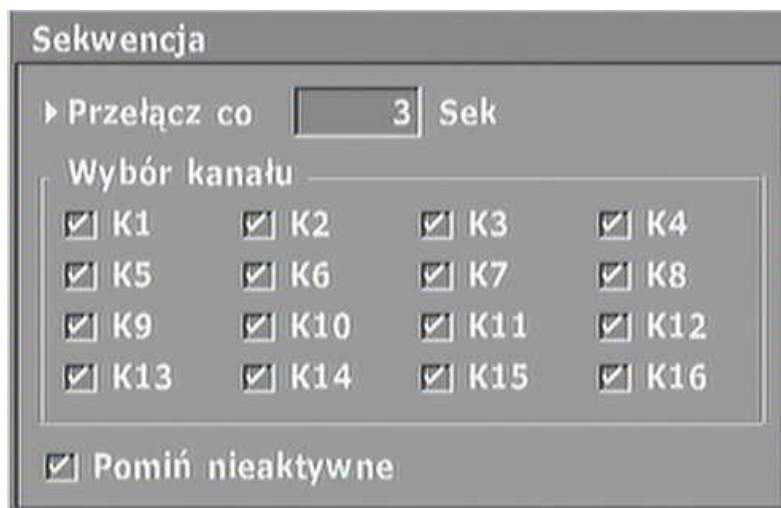 Sekwencja
Przełącz co 3 Sek
Wybór kanału
K1 K2 K3 K4
K5 K6 K7 K8
K9 K10 K11 K12
K13 K14 K15 K16
Pomiń nieaktywne